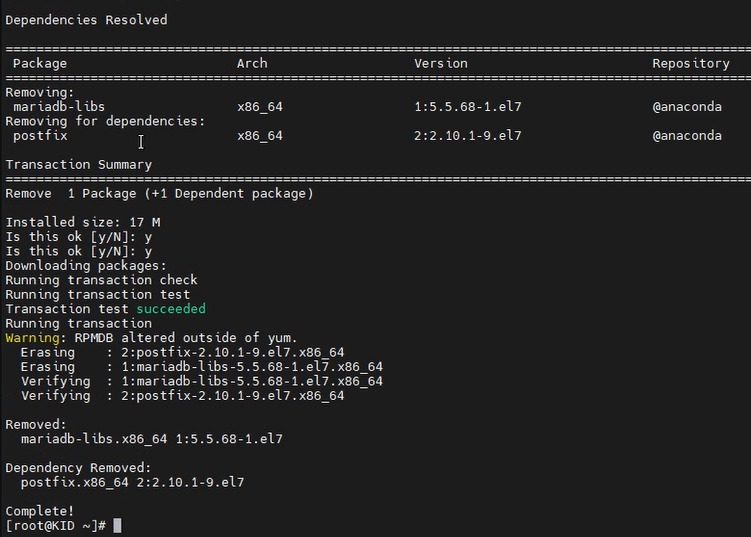 Dependencies Resolved
================================================================================
Package Arch Version Repository
================================================================================
Removing:
mariadb-libs x86_64 1:5.5.68-1.el7 @anaconda
Removing for dependencies:
postfix x86_64 2:2.10.1-9.el7 @anaconda
Transaction Summary
================================================================================
Remove  1 Package (+1 Dependent package)
Installed size: 17 M
Is this ok [y/N]: y
Is this ok [y/N]: y
Downloading packages:
Running transaction check
Running transaction test
Transaction test succeeded
Running transaction
Warning: RPMDB altered outside of yum.
Erasing    : 2:postfix-2.10.1-9.el7.x86_64
Erasing    : 1:mariadb-libs-5.5.68-1.el7.x86_64
Verifying  : 1:mariadb-libs-5.5.68-1.el7.x86_64
Verifying  : 2:postfix-2.10.1-9.el7.x86_64
Removed:
mariadb-libs.x86_64 1:5.5.68-1.el7
Dependency Removed:
postfix.x86_64 2:2.10.1-9.el7
Complete!
[root@KID ~]#